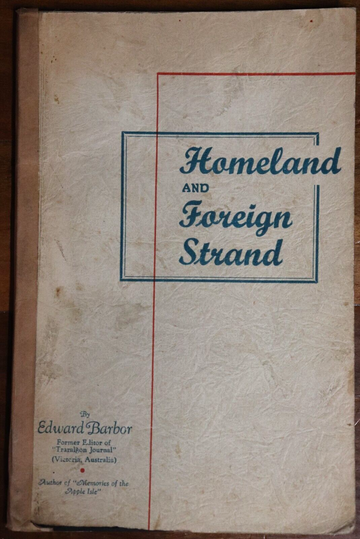 Homeland
AND
Foreign
Strand
By
Edward Barbor
Former Editor of
"Traralgon Journal"
(Victoria, Australia)
Author of "Memories of the
Apple Isle"